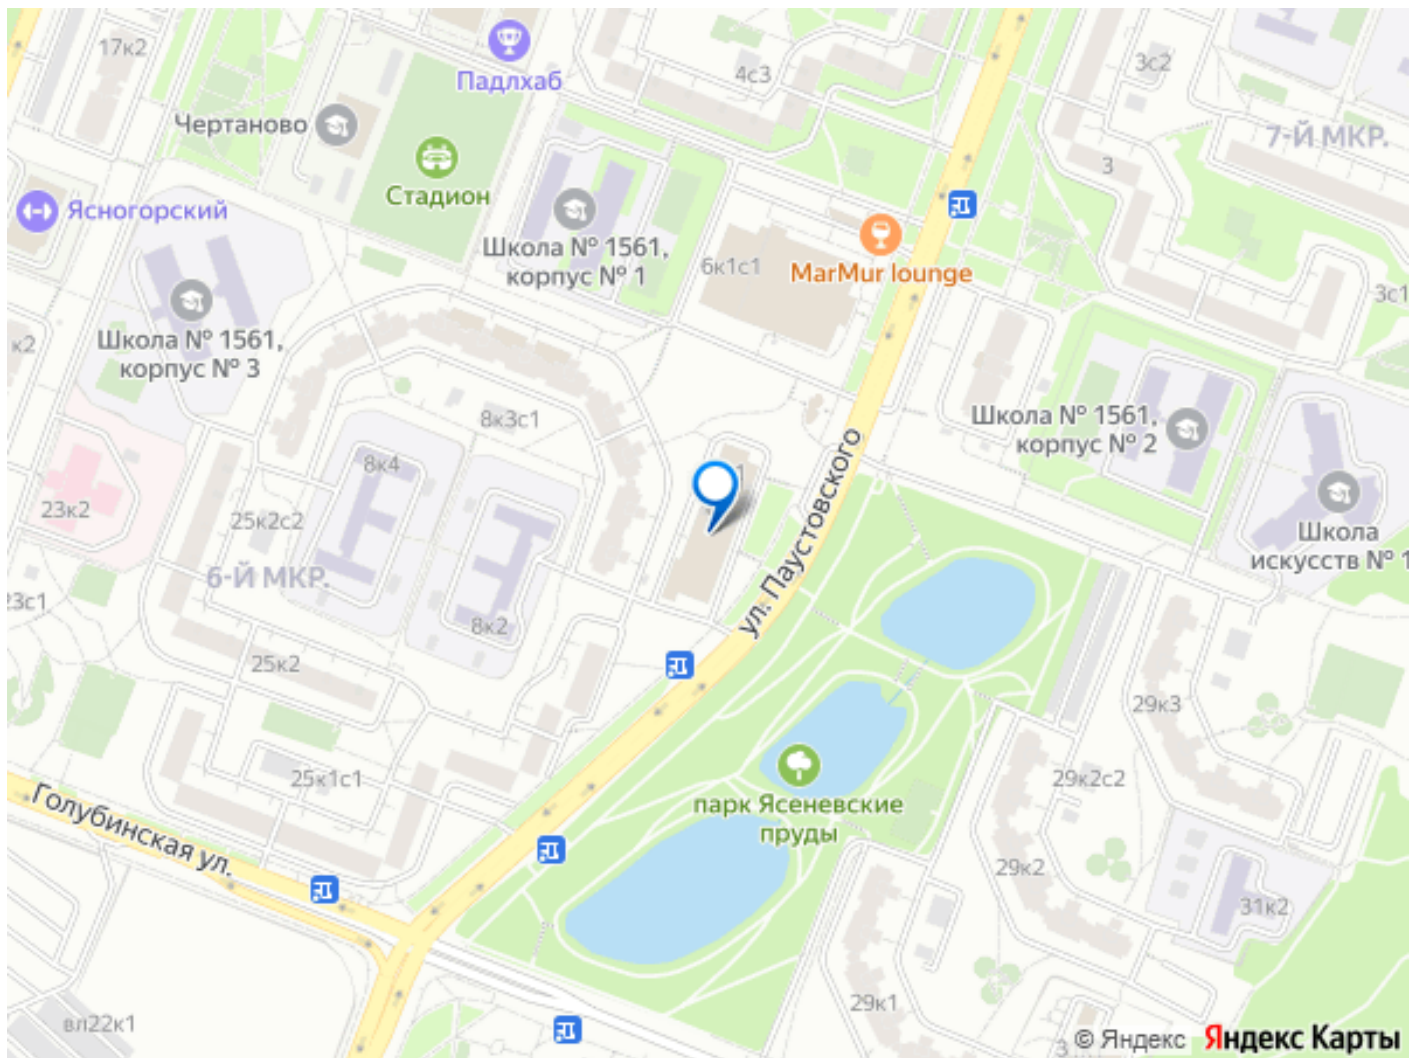 17к2
Падлхаб
4с3
3с2
Чертаново
7-Й МКР.
3
Стадион
Ясногорский
Школа № 1561,
корпус № 1
6к1с1
MarMur lounge
3с1
к2
Школа № 1561,
корпус № 3
8к3с1
Школа № 1561,
корпус № 2
8к4
1
23к2
25к2с2
ул. Паустовского
Школа
искусств № 1
6-Й МКР.
23с1
8к2
25к2
29к3
25к1с1
29к2с2
Голубинская ул.
парк Ясеневские
пруды
29к2
31к2
29к1
вл22к1
3
© Яндекс Яндекс Карты